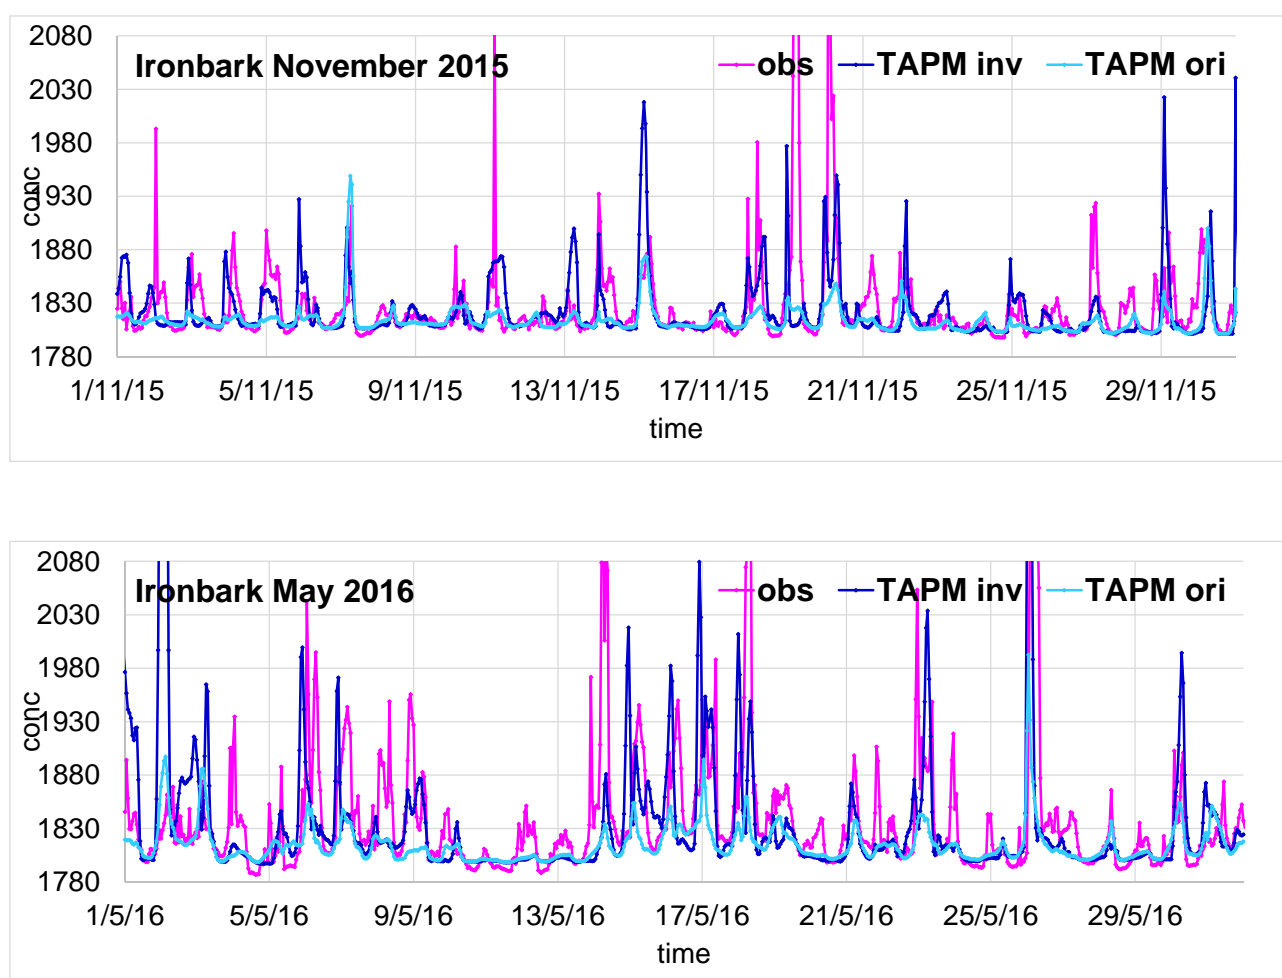 Ironbark November 2015
obs TAPM inv TAPM ori
conc
2080
2030
1980
1930
1880
1830
1780
1/11/15 5/11/15 9/11/15 13/11/15 17/11/15 21/11/15 25/11/15 29/11/15
time
Ironbark May 2016
obs TAPM inv TAPM ori
conc
2080
2030
1980
1930
1880
1830
1780
1/5/16 5/5/16 9/5/16 13/5/16 17/5/16 21/5/16 25/5/16 29/5/16
time